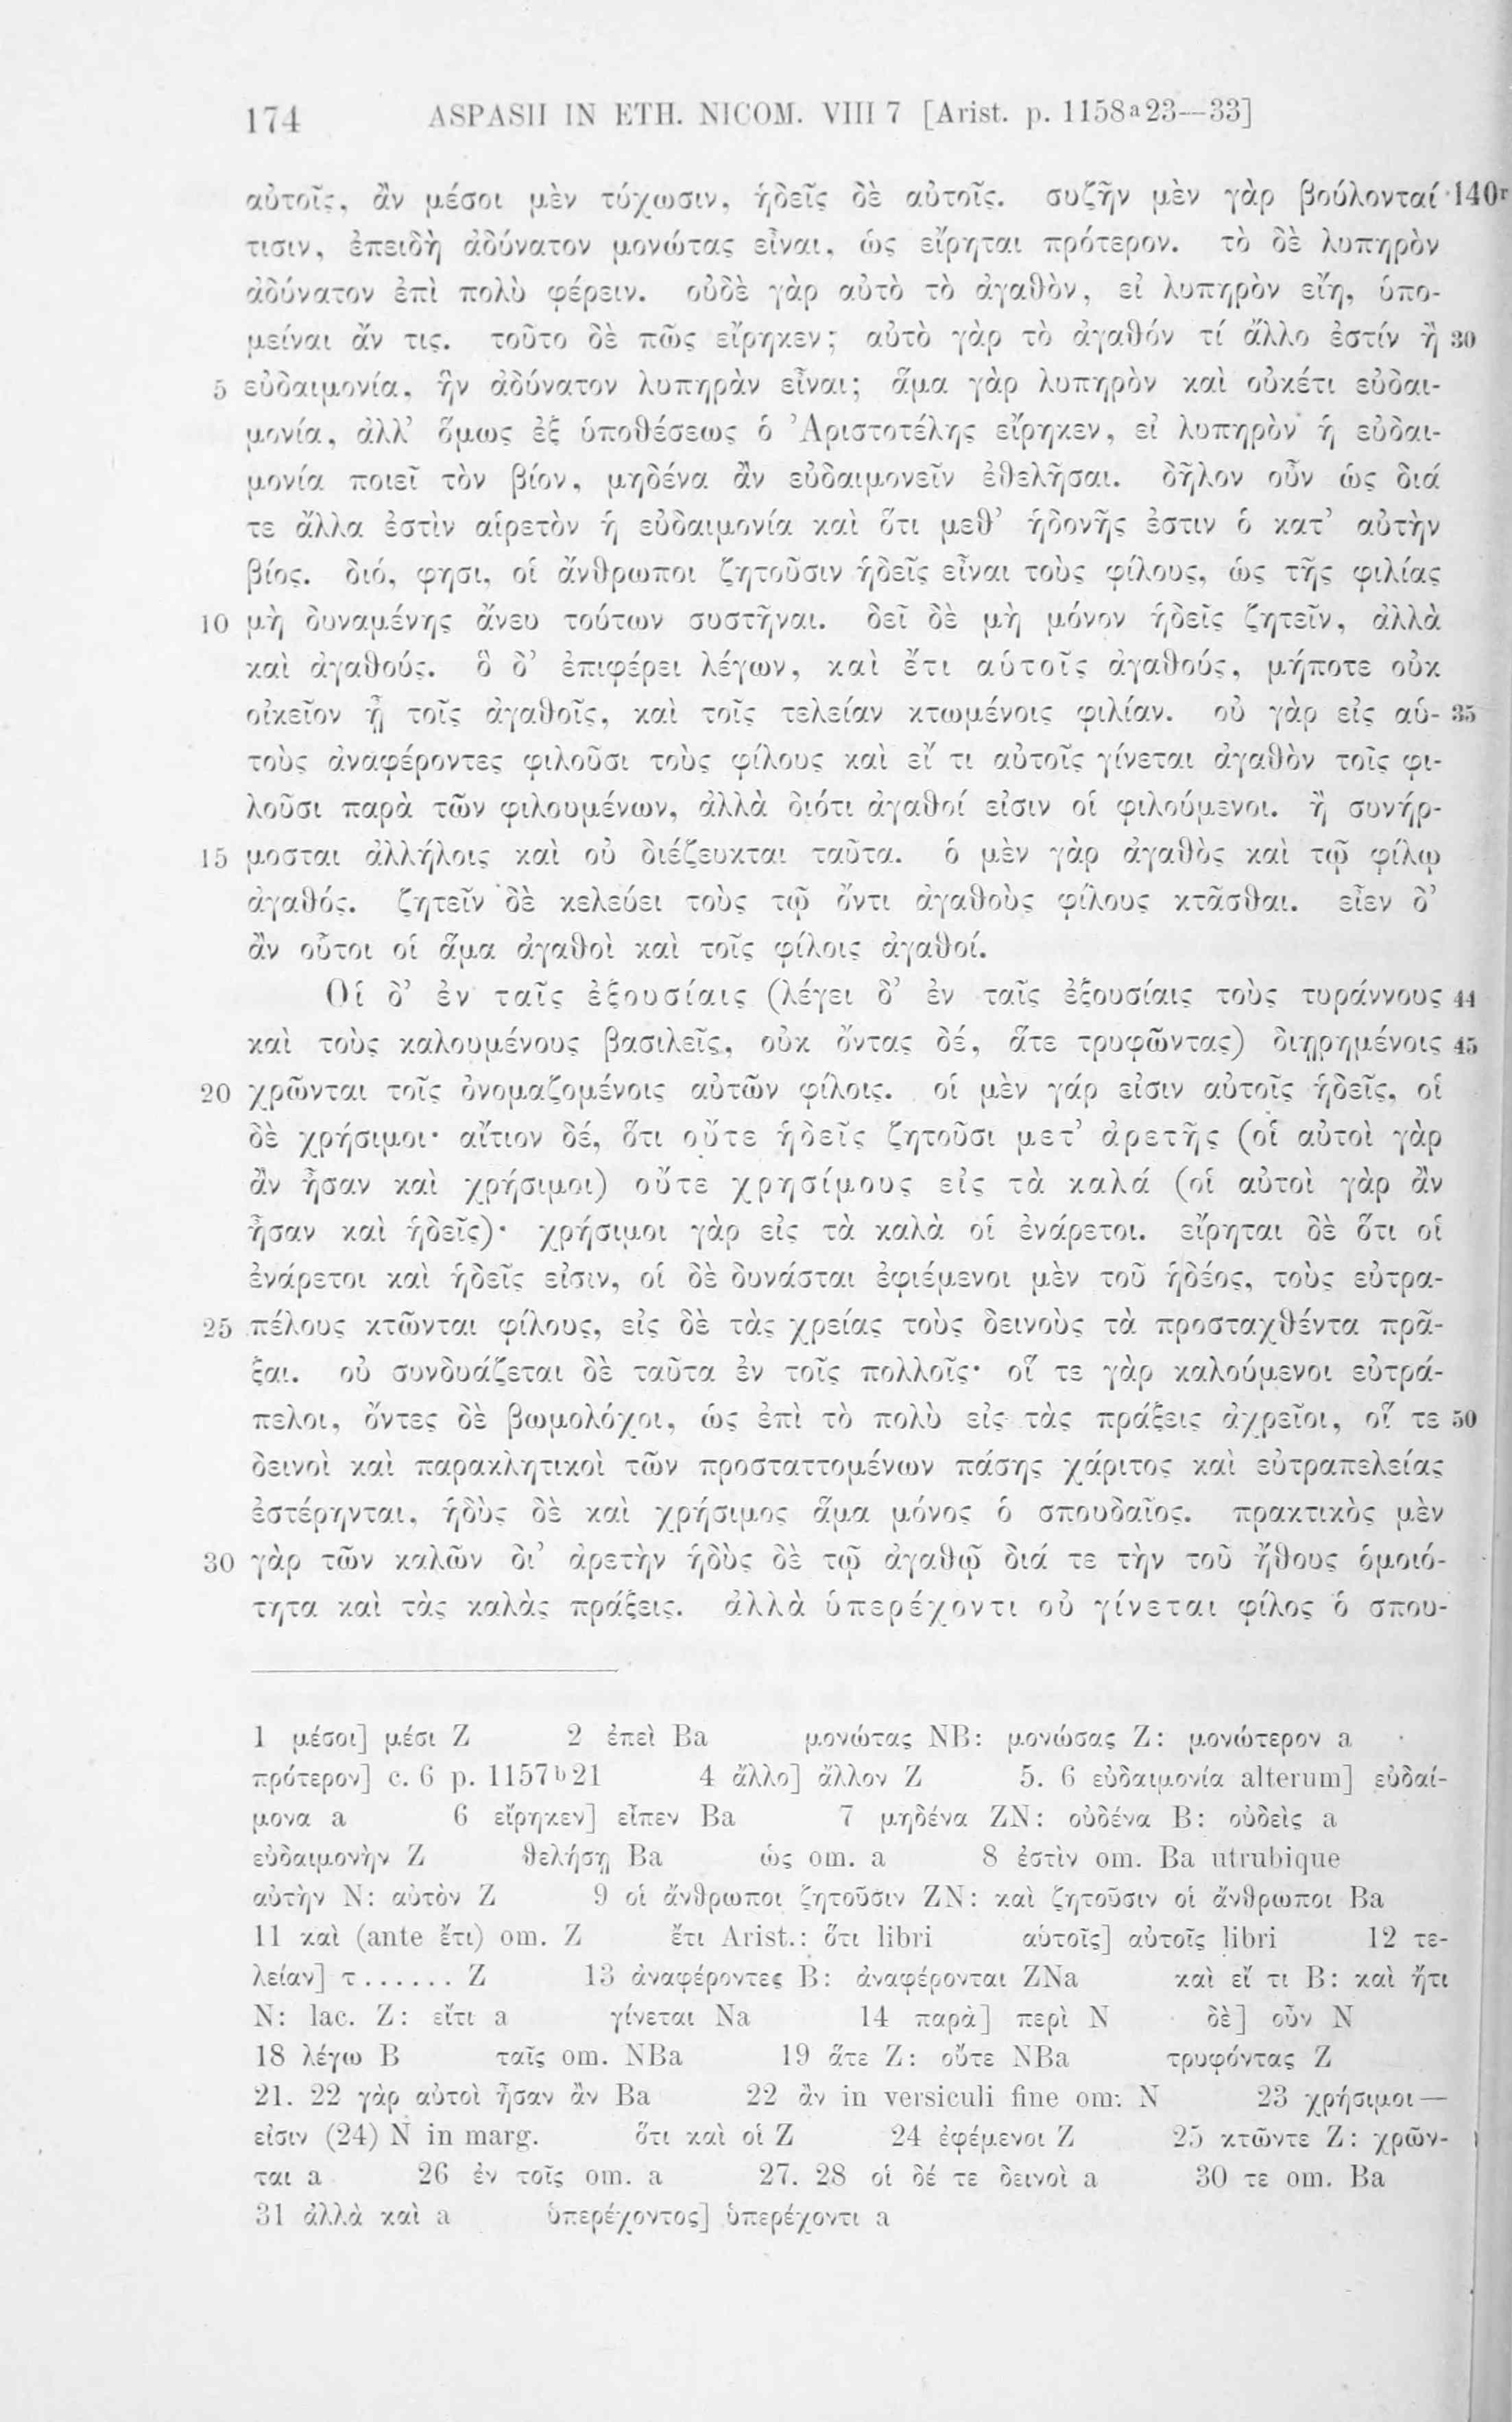 174 ASPASII IN ETH. NICOM. VIII 7 [Arist. p. 1158a23—33]
αὐτοῖς, ἂν μέσοι μὲν τύχωσιν, ἡδεῖς δὲ αὐτοῖς. συζῆν μὲν γὰρ βούλονταί 140r
τισιν, ἐπειδὴ ἀδύνατον μονώτας εἶναι, ὡς εἴρηται πρότερον. τὸ δὲ λυπηρὸν
ἀδύνατον ἐπὶ πολὺ φέρειν. οὐδὲ γὰρ αὐτὸ τὸ ἀγαθὸν, εἰ λυπηρὸν εἴη, ὑπο-
μείναι ἄν τις. τοῦτο δὲ πῶς εἴρηκεν; αὐτὸ γὰρ τὸ ἀγαθόν τί ἄλλο ἐστίν ἢ 30
5 εὐδαιμονία, ἣν ἀδύνατον λυπηρὰν εἶναι; ἅμα γὰρ λυπηρὸν καὶ οὐκέτι εὐδαι-
μονία, ἀλλ’ ὅμως ἐξ ὑποθέσεως ὁ Ἀριστοτέλης εἴρηκεν, εἰ λυπηρὸν ἡ εὐδαι-
μονία ποιεῖ τὸν βίον, μηδένα ἂν εὐδαιμονεῖν ἐθελῆσαι. δῆλον οὖν ὡς διά
τε ἄλλα ἐστὶν αἱρετὸν ἡ εὐδαιμονία καὶ ὅτι μεθ’ ἡδονῆς ἐστιν ὁ κατ’ αὐτὴν
βίος. διό, φησι, οἱ ἄνθρωποι ζητοῦσιν ἡδεῖς εἶναι τοὺς φίλους, ὡς τῆς φιλίας
10 μὴ δυναμένης ἄνευ τούτων συστῆναι. δεῖ δὲ μὴ μόνον ἡδεῖς ζητεῖν, ἀλλὰ
καὶ ἀγαθούς. ὃ δ’ ἐπιφέρει λέγων, καὶ ἔτι αὑτοῖς ἀγαθούς, μήποτε οὐκ
οἰκεῖον ᾖ τοῖς ἀγαθοῖς, καὶ τοῖς τελείαν κτωμένοις φιλίαν. οὐ γὰρ εἰς αὑ- 35
τοὺς ἀναφέροντες φιλοῦσι τοὺς φίλους καὶ εἴ τι αὐτοῖς γίνεται ἀγαθὸν τοῖς φι-
λοῦσι παρὰ τῶν φιλουμένων, ἀλλὰ διότι ἀγαθοί εἰσιν οἱ φιλούμενοι. ἢ συνήρ-
15 μοσται ἀλλήλοις καὶ οὐ διέζευκται ταῦτα. ὁ μὲν γὰρ ἀγαθὸς καὶ τῷ φίλῳ
ἀγαθός. ζητεῖν δὲ κελεύει τοὺς τῷ ὄντι ἀγαθοὺς φίλους κτᾶσθαι. εἶεν δ’
ἂν οὗτοι οἱ ἅμα ἀγαθοὶ καὶ τοῖς φίλοις ἀγαθοί.
Οἱ δ’ ἐν ταῖς ἐξουσίαις (λέγει δ’ ἐν ταῖς ἐξουσίαις τοὺς τυράννους 44
καὶ τοὺς καλουμένους βασιλεῖς, οὐκ ὄντας δέ, ἅτε τρυφῶντας) διῃρημένοις 45
20 χρῶνται τοῖς ὀνομαζομένοις αὐτῶν φίλοις. οἱ μὲν γάρ εἰσιν αὐτοῖς ἡδεῖς, οἱ
δὲ χρήσιμοι· αἴτιον δέ, ὅτι οὔτε ἡδεῖς ζητοῦσι μετ’ ἀρετῆς (οἱ αὐτοὶ γὰρ
ἂν ἦσαν καὶ χρήσιμοι) οὔτε χρησίμους εἰς τὰ καλά (οἱ αὐτοὶ γὰρ ἂν
ἦσαν καὶ ἡδεῖς)· χρήσιμοι γὰρ εἰς τὰ καλὰ οἱ ἐνάρετοι. εἴρηται δὲ ὅτι οἱ
ἐνάρετοι καὶ ἡδεῖς εἰσιν, οἱ δὲ δυνάσται ἐφιέμενοι μὲν τοῦ ἡδέος, τοὺς εὐτρα-
25 πέλους κτῶνται φίλους, εἰς δὲ τὰς χρείας τοὺς δεινοὺς τὰ προσταχθέντα πρᾶ-
ξαι. οὐ συνδυάζεται δὲ ταῦτα ἐν τοῖς πολλοῖς· οἵ τε γὰρ καλούμενοι εὐτρά-
πελοι, ὄντες δὲ βωμολόχοι, ὡς ἐπὶ τὸ πολὺ εἰς τὰς πράξεις ἀχρεῖοι, οἵ τε 50
δεινοὶ καὶ παρακλητικοὶ τῶν προσταττομένων πάσης χάριτος καὶ εὐτραπελείας
ἐστέρηνται, ἡδὺς δὲ καὶ χρήσιμος ἅμα μόνος ὁ σπουδαῖος. πρακτικὸς μὲν
30 γὰρ τῶν καλῶν δι’ ἀρετὴν ἡδὺς δὲ τῷ ἀγαθῷ διά τε τὴν τοῦ ἤθους ὁμοιό-
τητα καὶ τὰς καλὰς πράξεις. ἀλλὰ ὑπερέχοντι οὐ γίνεται φίλος ὁ σπου-
1 μέσοι] μέσι Z 2 ἐπεὶ Ba μονώτας NB: μονώσας Z: μονώτερον a
πρότερον] c. 6 p. 1157b21 4 ἄλλο] ἄλλον Z 5. 6 εὐδαιμονία alterum] εὐδαί-
μονα a 6 εἴρηκεν] εἶπεν Ba 7 μηδένα ZN: οὐδένα B: οὐδεὶς a
εὐδαιμονὴν Z θελήσῃ Ba ὡς om. a 8 ἐστὶν om. Ba utrubique
αὐτὴν N: αὐτὸν Z 9 οἱ ἄνθρωποι ζητοῦσιν ZN: καὶ ζητοῦσιν οἱ ἄνθρωποι Ba
11 καὶ (ante ἔτι) om. Z ἔτι Arist.: ὅτι libri αὑτοῖς] αὐτοῖς libri 12 τε-
λείαν] τ...... Z 13 ἀναφέροντες B: ἀναφέρονται ZNa καὶ εἴ τι B: καὶ ἤτι
N: lac. Z: εἴτι a γίνεται Na 14 παρὰ] περὶ N δὲ] οὖν N
18 λέγω B ταῖς om. NBa 19 ἅτε Z: οὔτε NBa τρυφόντας Z
21. 22 γὰρ αὐτοὶ ἦσαν ἂν Ba 22 ἂν in versiculi fine om. N 23 χρήσιμοι—
εἰσιν (24) N in marg. ὅτι καὶ οἱ Z 24 ἐφέμενοι Z 25 κτῶντε Z: χρῶν-
ται a 26 ἐν τοῖς om. a 27. 28 οἱ δέ τε δεινοὶ a 30 τε om. Ba
31 ἀλλὰ καὶ a ὑπερέχοντος] ὑπερέχοντι a